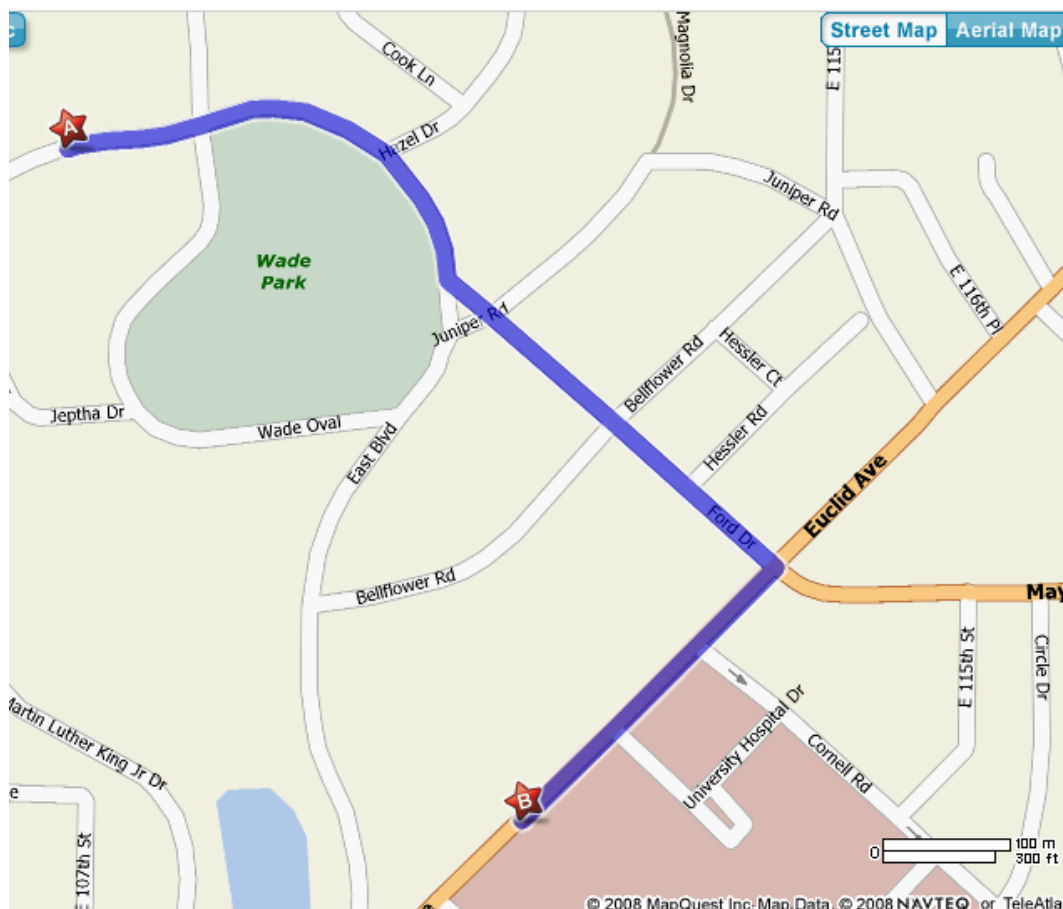 c
Street Map
Aerial Map
Cook Ln
Magnolia Dr
E 115
A
Hazel Dr
Juniper Rd
Wade
Park
E 116th Pl
Juniper Rd
Bellflower Rd
Hessler Ct
Jeptha Dr
Wade Oval
East Blvd
Hessler Rd
Euclid Ave
Ford Dr
Bellflower Rd
May
E 115th St
Circle Dr
Martin Luther King Jr Dr
University Hospital Dr
Cornell Rd
B
e
E 107th St
0
100 m
300 ft
© 2008 MapQuest Inc. Map Data, © 2008 NAVTEQ or TeleAtla